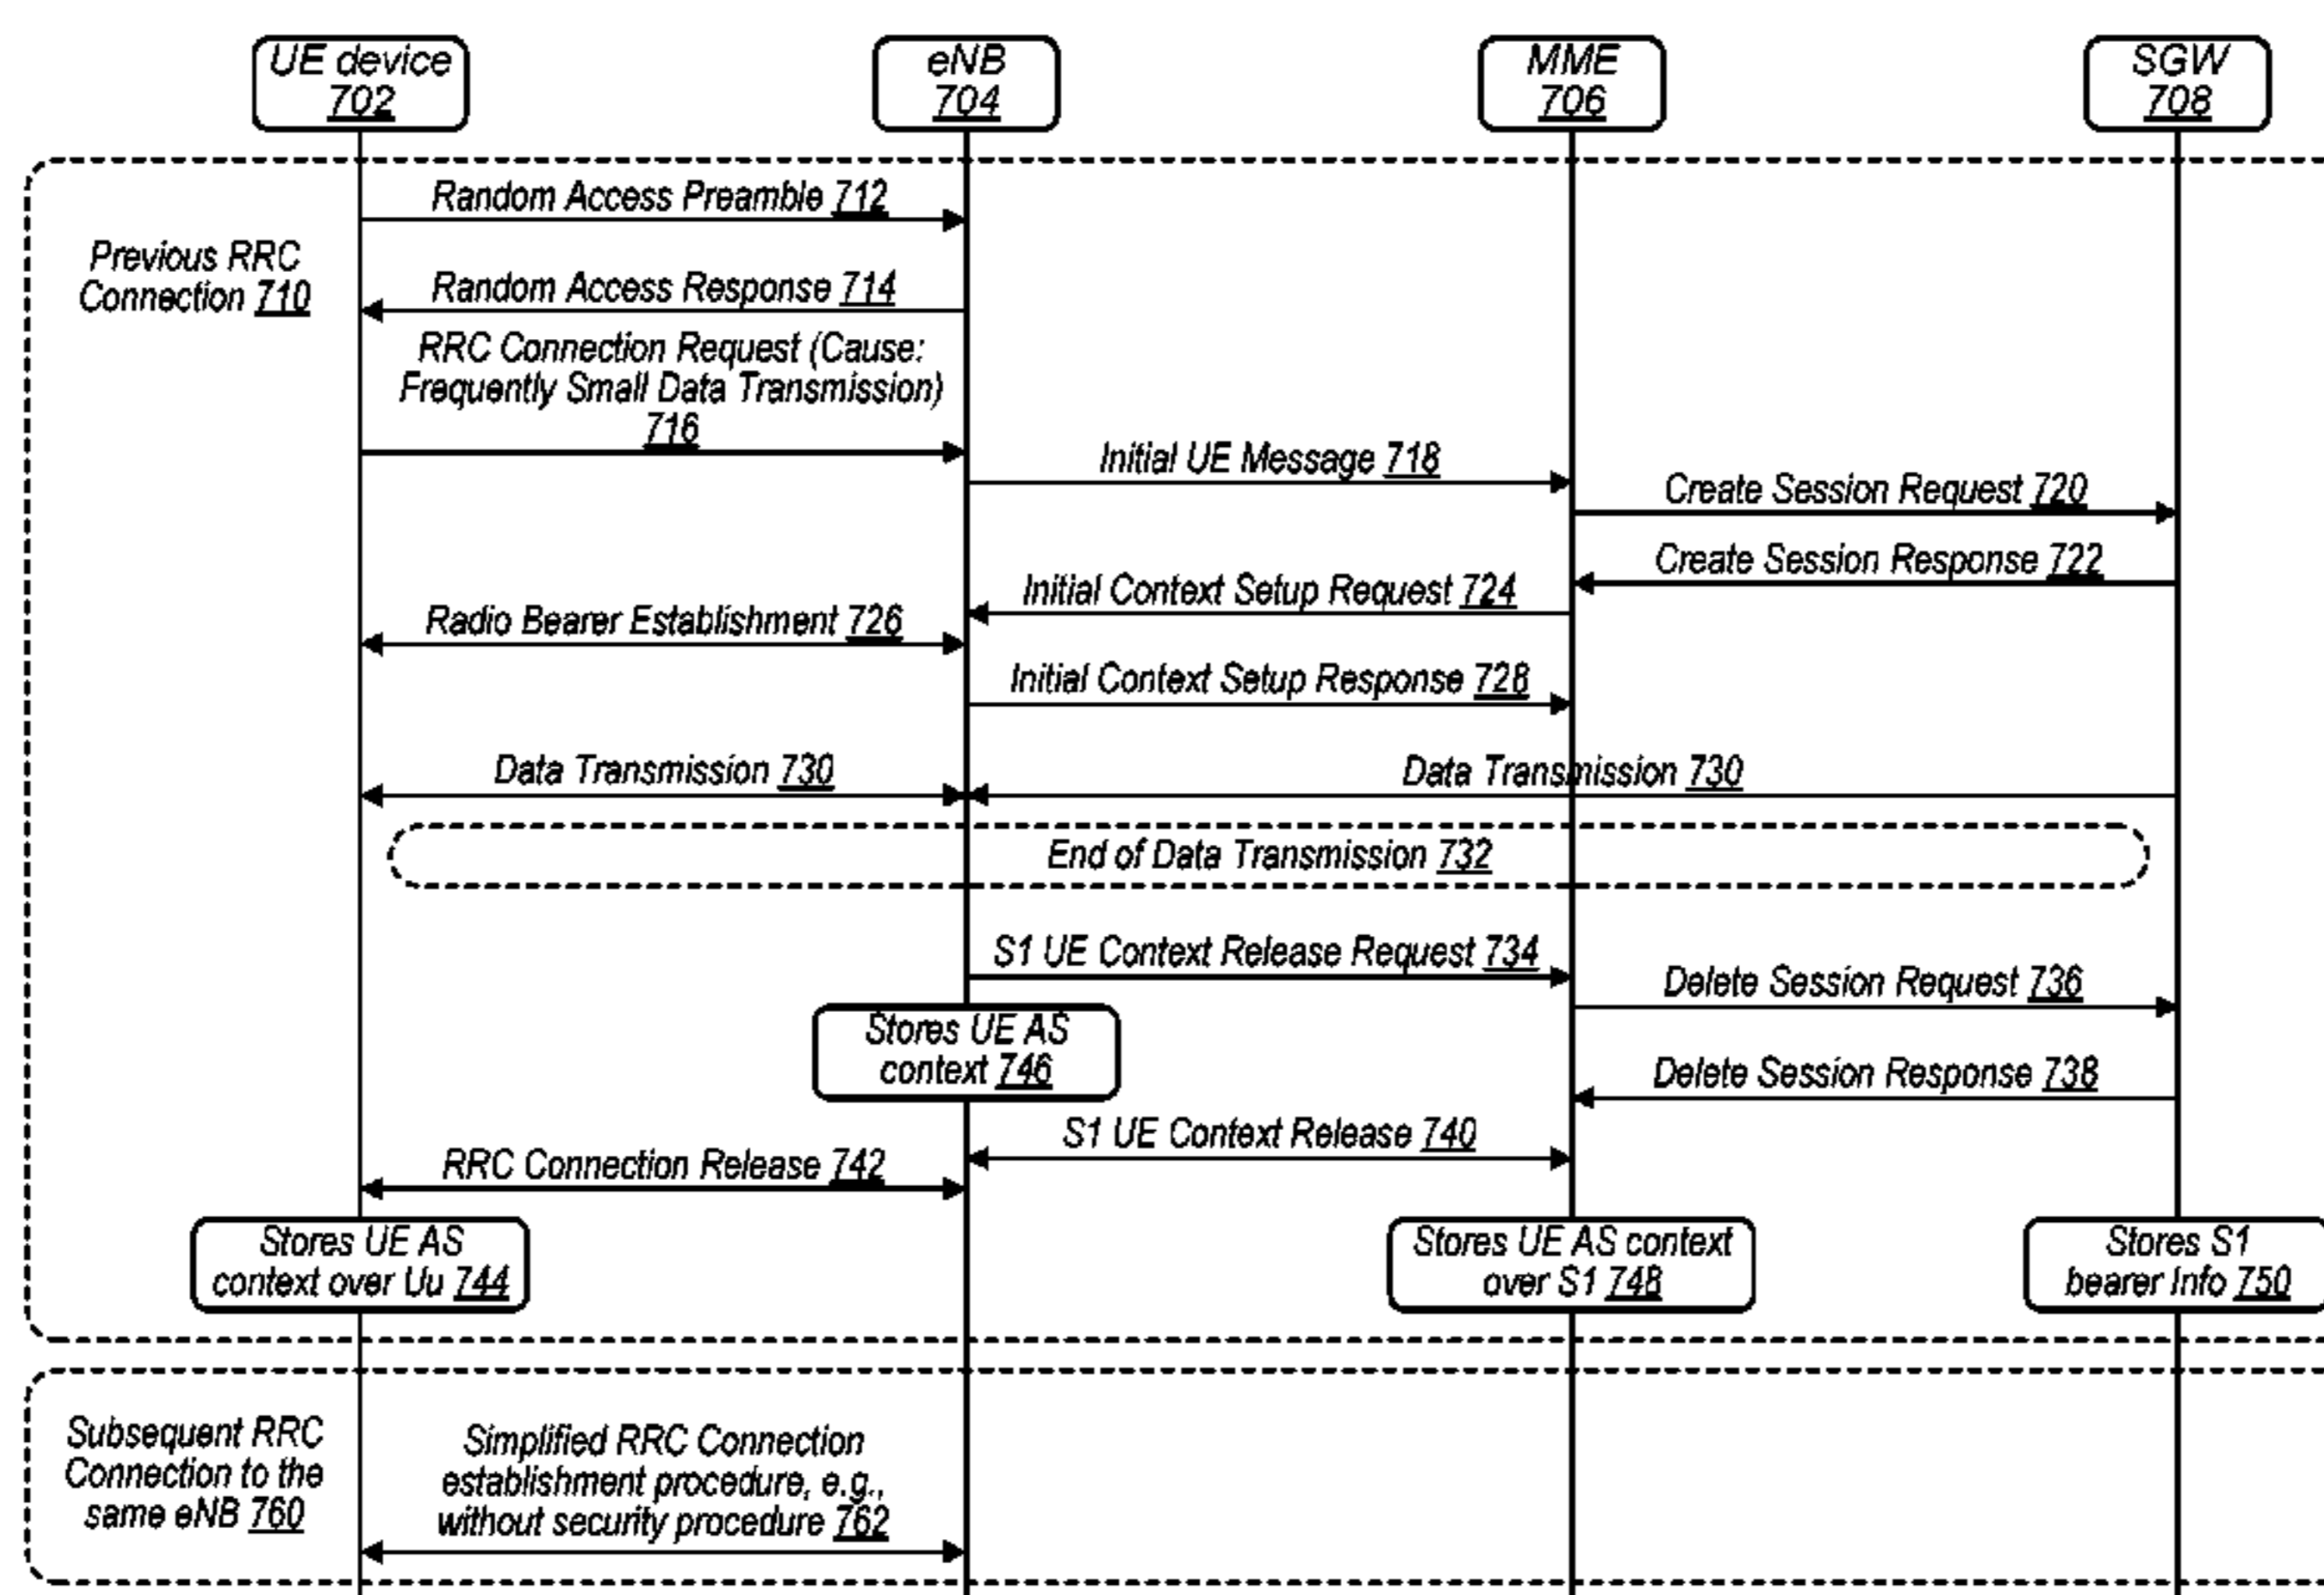 UE device
702
eNB
704
MME
706
SGW
708
Random Access Preamble 712
Previous RRC
Connection 710
Random Access Response 714
RRC Connection Request (Cause:
Frequently Small Data Transmission)
716
Initial UE Message 718
Create Session Request 720
Create Session Response 722
Initial Context Setup Request 724
Radio Bearer Establishment 726
Initial Context Setup Response 728
Data Transmission 730
Data Transmission 730
End of Data Transmission 732
S1 UE Context Release Request 734
Delete Session Request 736
Stores UE AS
context 746
Delete Session Response 738
S1 UE Context Release 740
RRC Connection Release 742
Stores UE AS
context over Uu 744
Stores UE AS context
over S1 748
Stores S1
bearer Info 750
Subsequent RRC
Connection to the
same eNB 760
Simplified RRC Connection
establishment procedure, e.g.,
without security procedure 762